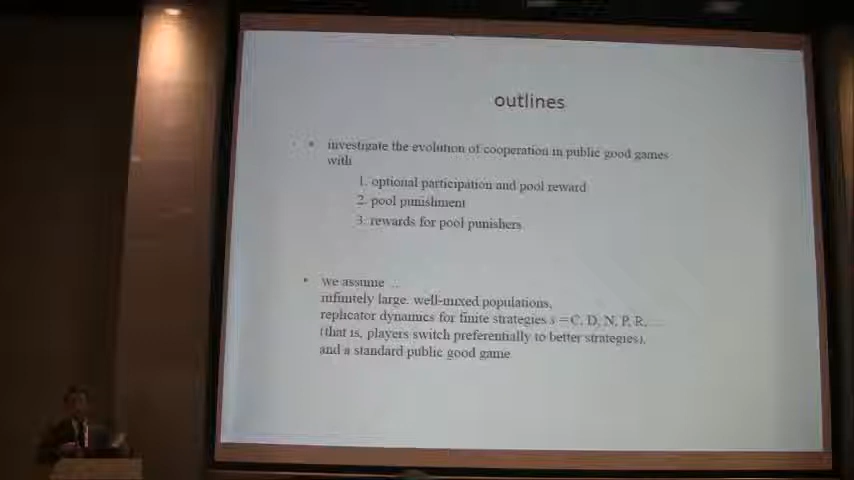 outlines
• investigate the evolution of cooperation in public good games
with
1. optional participation and pool reward
2. pool punishment
3. rewards for pool punishers
• we assume ...
infinitely large, well-mixed populations,
replicator dynamics for finite strategies s = C, D, N, P, R, ...
(that is, players switch preferentially to better strategies),
and a standard public good game